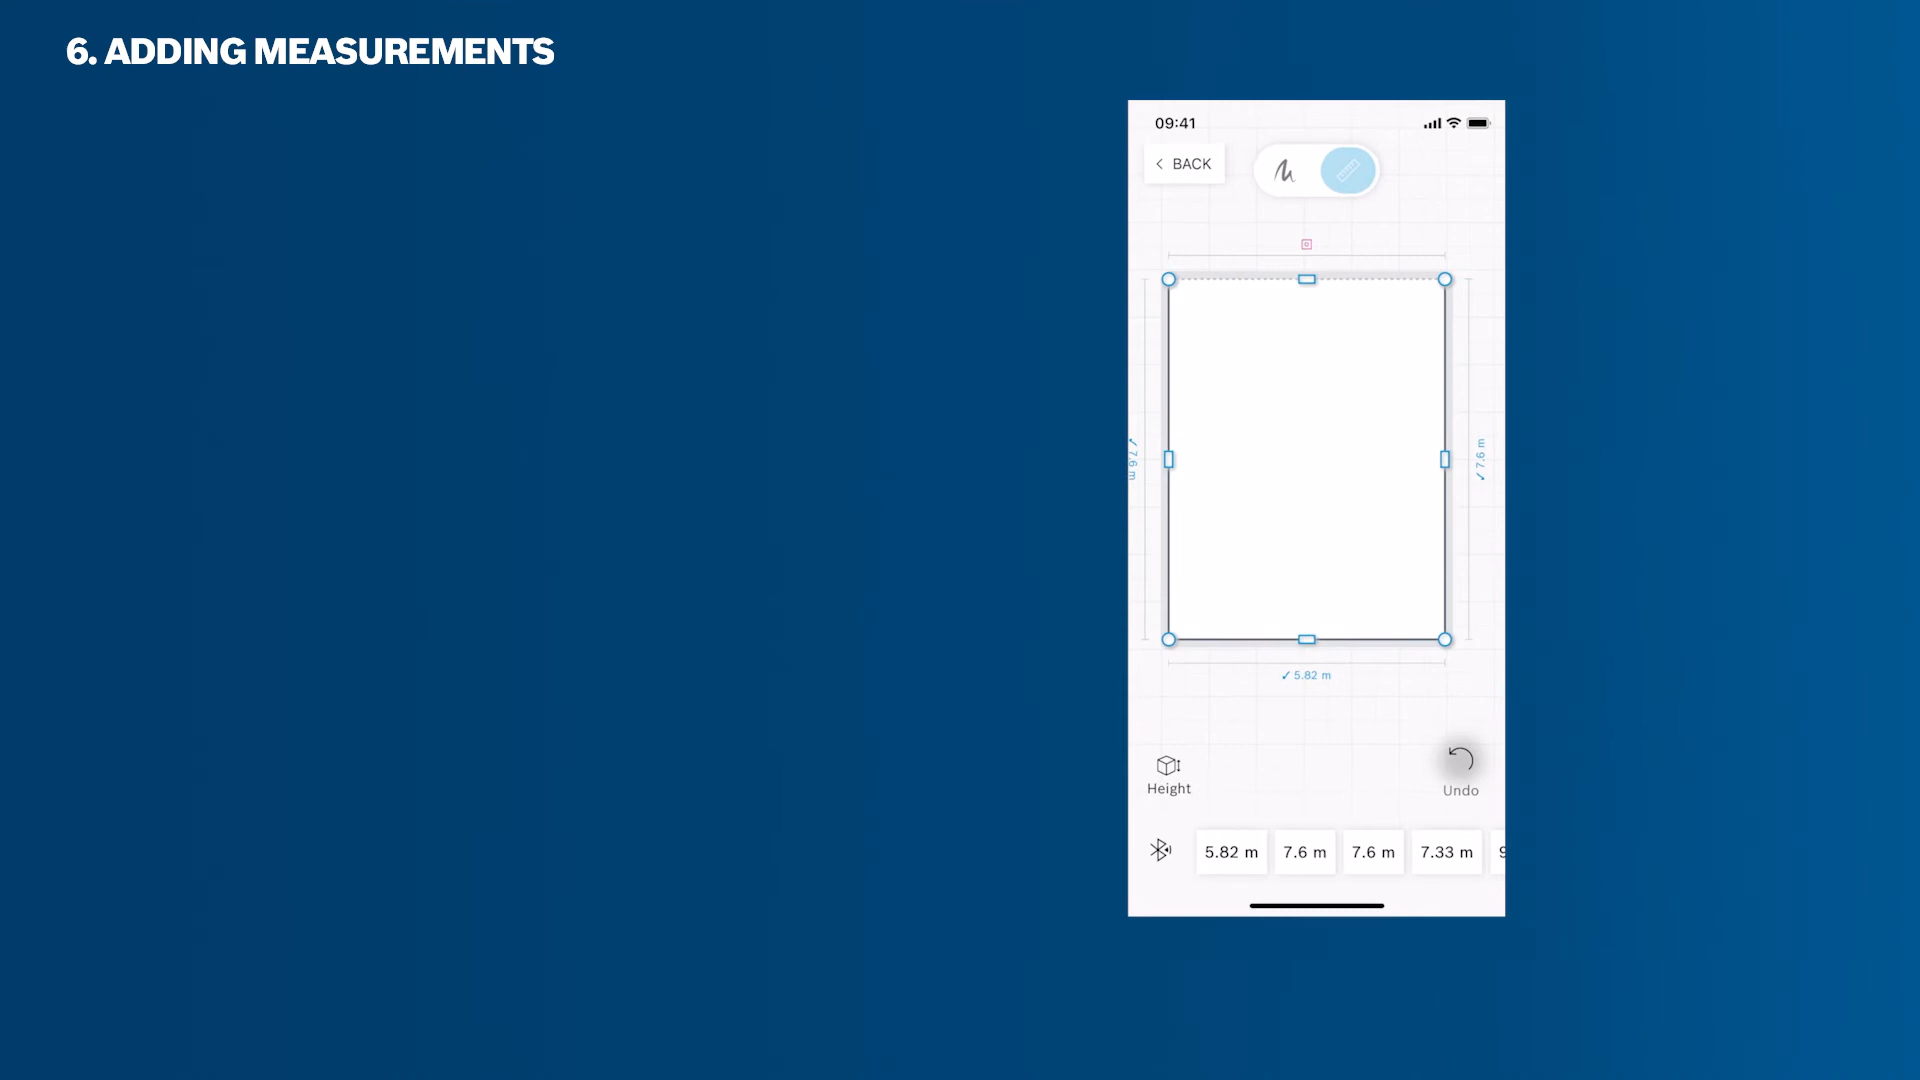 6. ADDING MEASUREMENTS
09:41
BACK
✓ 7.6 m
✓ 7.6 m
✓ 5.82 m
Height
Undo
5.82 m
7.6 m
7.6 m
7.33 m